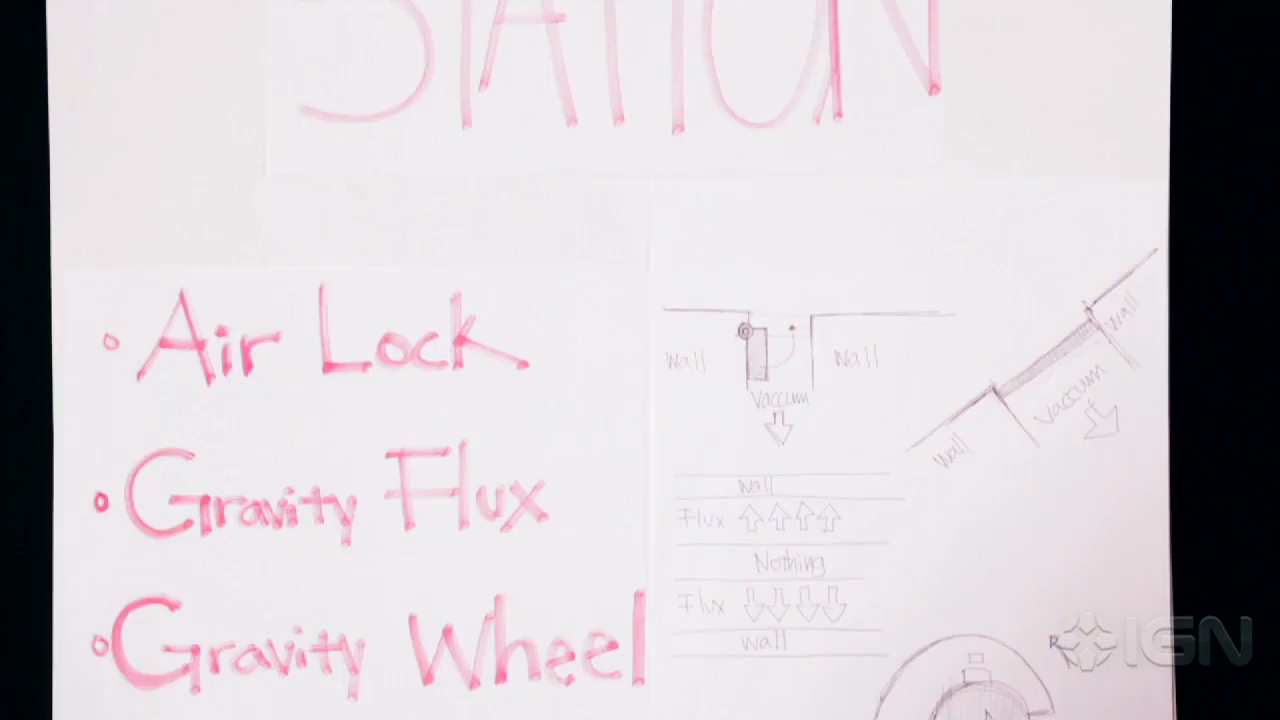 STATION
Air Lock
Gravity Flux
Gravity Wheel
Wall
Wall
Vaccum
Wall
Vaccum
Wall
Wall
Flux
Nothing
Flux
Wall
R
IGN